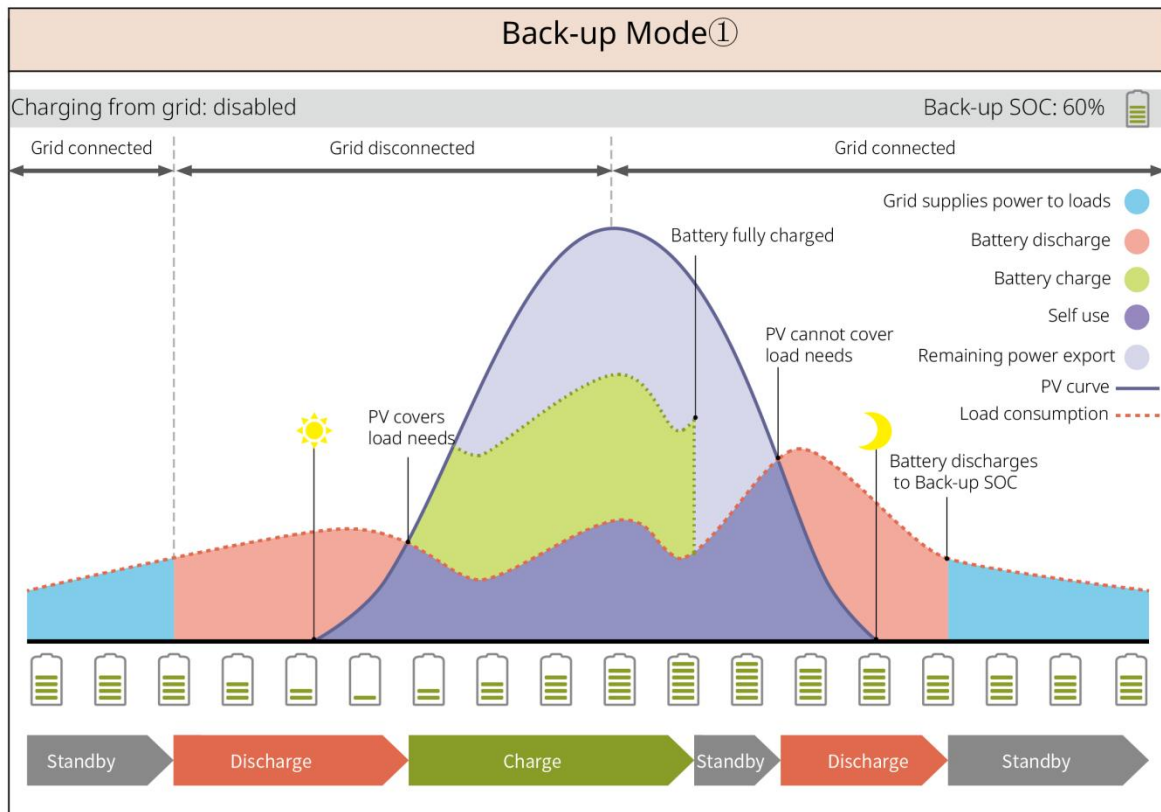 Back-up Mode①
Charging from grid: disabled
Back-up SOC: 60%
Grid connected
Grid disconnected
Grid connected
Grid supplies power to loads
Battery discharge
Battery charge
Self use
Remaining power export
PV curve
Load consumption
Battery fully charged
PV cannot cover
load needs
PV covers
load needs
Battery discharges
to Back-up SOC
Standby
Discharge
Charge
Standby
Discharge
Standby